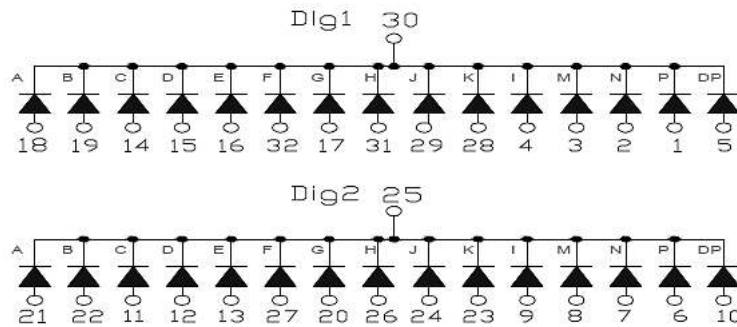 Dig1 30
A B C D E F G H J K I M N P DP
18 19 14 15 16 32 17 31 29 28 4 3 2 1 5
Dig2 25
A B C D E F G H J K I M N P DP
21 22 11 12 13 27 20 26 24 23 9 8 7 6 10